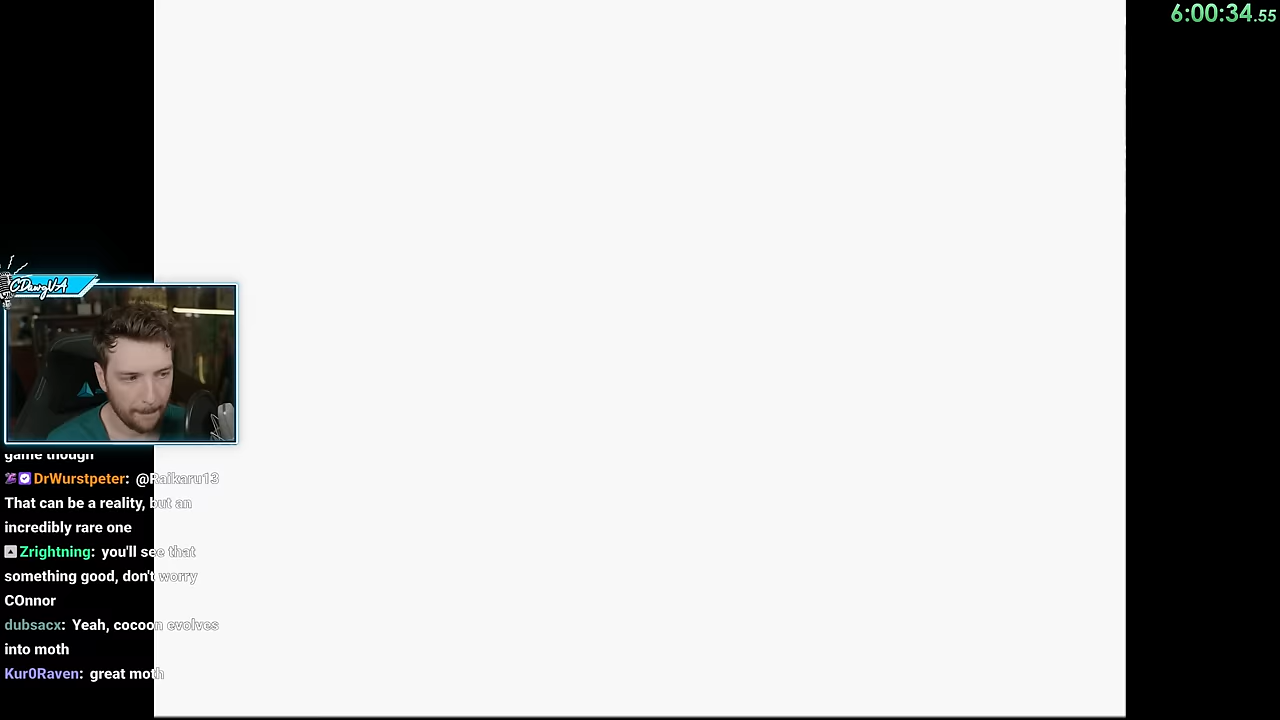 6:00:34.55
CDawgVA
game though
DrWurstpeter: @Raikaru13
That can be a reality, but an
incredibly rare one
Zrightning: you'll see that
something good, don't worry
COnnor
dubsacx: Yeah, cocoon evolves
into moth
Kur0Raven: great moth